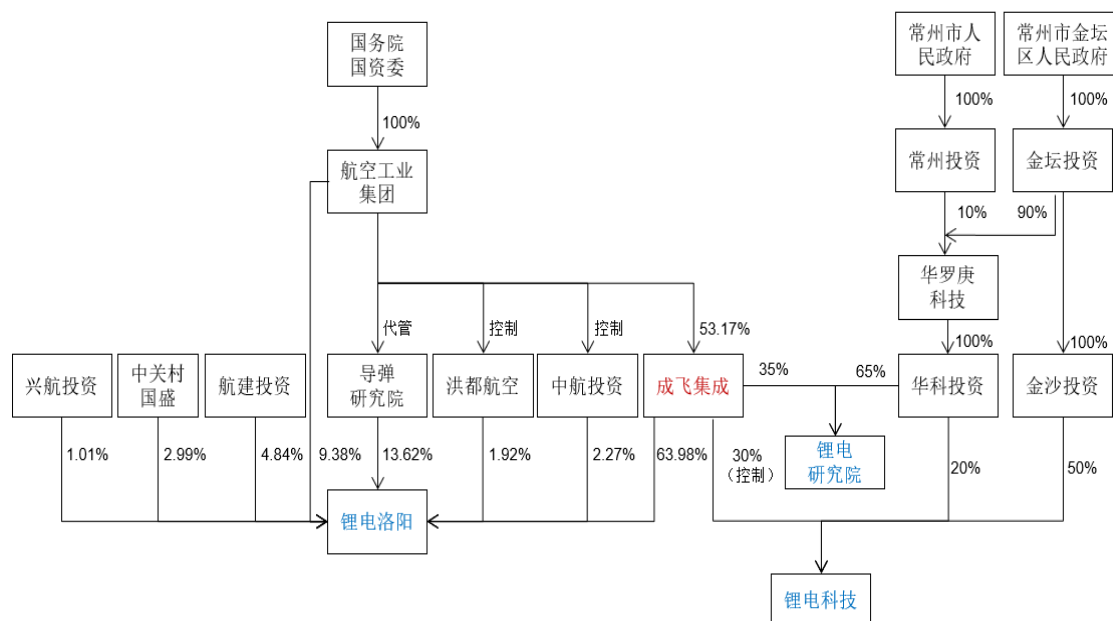 国务院
国资委
常州市人
民政府
常州市金坛
区人民政府
100%
100%
100%
航空工业
集团
常州投资
金坛投资
10%
90%
华罗庚
科技
代管
控制
控制
53.17%
100%
100%
兴航投资
中关村
国盛
航建投资
导弹
研究院
洪都航空
中航投资
成飞集成
35%
65%
华科投资
金沙投资
1.01%
2.99%
4.84%
9.38%
13.62%
1.92%
2.27%
63.98%
30%
（控制）
锂电
研究院
20%
50%
锂电洛阳
锂电科技